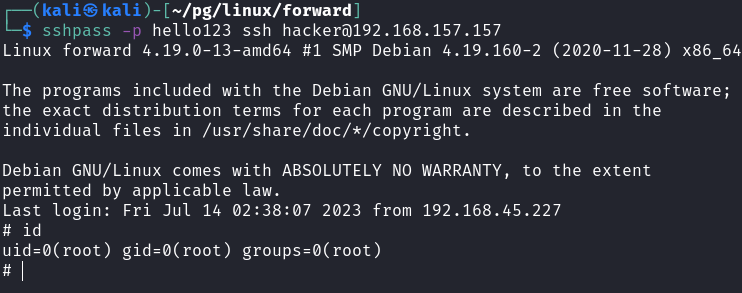 ┌──(kali㉿kali)-[~/pg/linux/forward]
└─$ sshpass -p hello123 ssh hacker@192.168.157.157
Linux forward 4.19.0-13-amd64 #1 SMP Debian 4.19.160-2 (2020-11-28) x86_64
The programs included with the Debian GNU/Linux system are free software;
the exact distribution terms for each program are described in the
individual files in /usr/share/doc/*/copyright.
Debian GNU/Linux comes with ABSOLUTELY NO WARRANTY, to the extent
permitted by applicable law.
Last login: Fri Jul 14 02:38:07 2023 from 192.168.45.227
# id
uid=0(root) gid=0(root) groups=0(root)
#